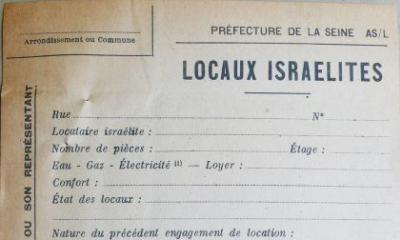 Arrondissement ou Commune
PRÉFECTURE DE LA SEINE AS/L
LOCAUX ISRAELITES
Rue N°
Locataire israélite :
Nombre de pièces : Étage :
Eau - Gaz - Électricité (1) — Loyer :
Confort :
État des locaux :
Nature du précédent engagement de location :
OU SON REPRÉSENTANT